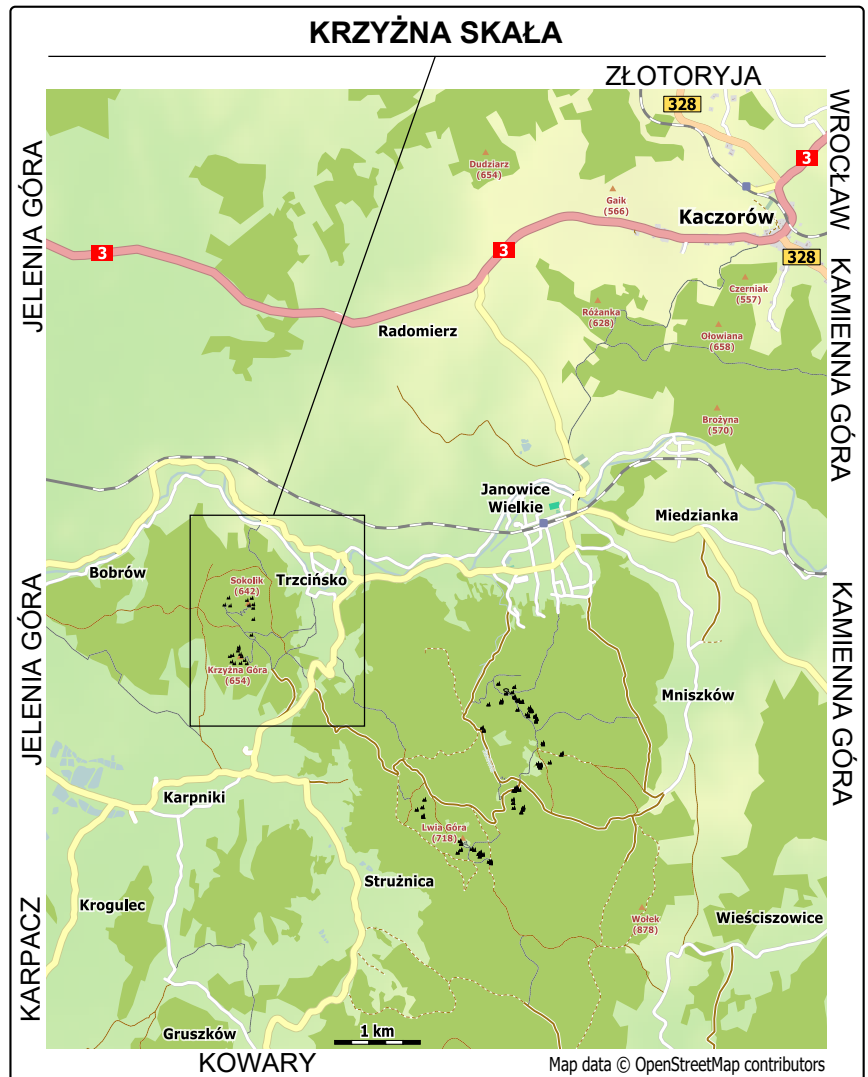 KRZYŻNA SKAŁA
ZŁOTORYJA
328
WROCŁAW
3
Dudziarz
(654)
Gaik
(566)
Kaczorów
JELENIA GÓRA
3
3
328
KAMIENNA GÓRA
Czerniak
(557)
Różanka
(628)
Ołowiana
(658)
Radomierz
Brożyna
(570)
Janowice
Wielkie
Miedzianka
JELENIA GÓRA
Bobrów
Sokolik
(642)
Trzcińsko
KAMIENNA GÓRA
Krzyżna Góra
(654)
Mniszków
Karpniki
Lwia Góra
(718)
Strużnica
KARPACZ
Krogulec
Wołek
(878)
Wieściszowice
Gruszków
1 km
KOWARY
Map data © OpenStreetMap contributors